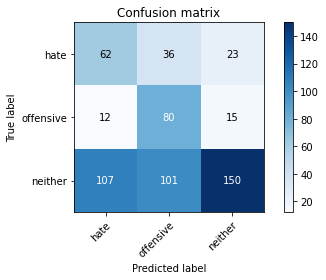 Confusion matrix
hate 62 36 23
offensive 12 80 15
neither 107 101 150
hate offensive neither
True label
Predicted label
140
120
100
80
60
40
20